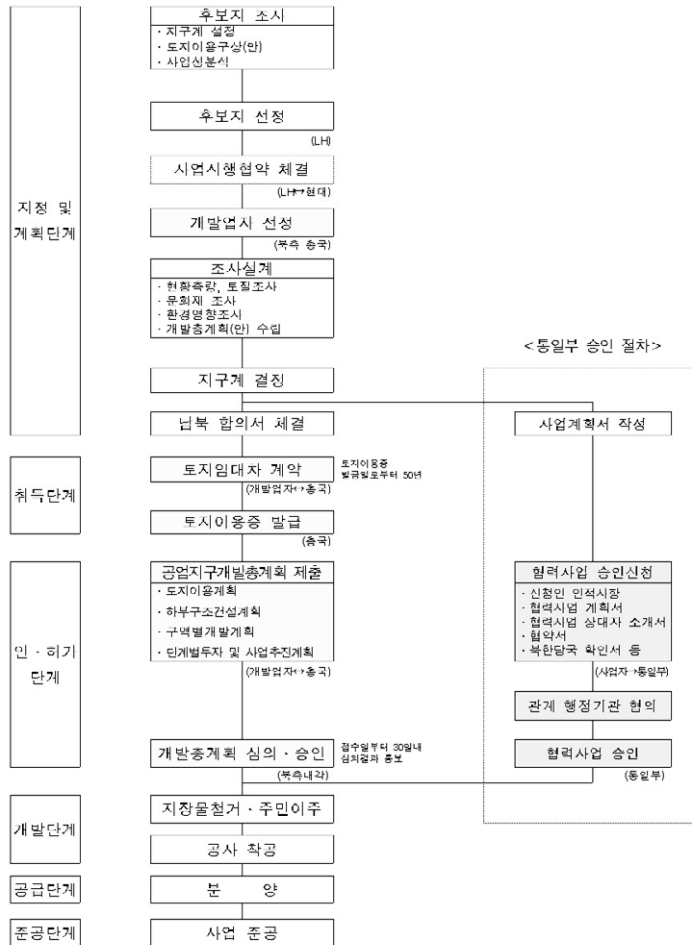 후보지 조사
· 지구계 설정
· 토지이용구상(안)
· 사업성분석
후보지 선정
(LH)
사업시행협약 체결
(LH↔현대)
지정 및
계획단계
개발업자 선정
(북측 총국)
조사설계
· 현황측량, 토질조사
· 문화재 조사
· 환경영향조사
· 개발총계획(안) 수립
<통일부 승인 절차>
지구계 결정
남북 합의서 체결
사업계획서 작성
취득단계
토지임대차 계약
(개발업자↔총국)
토지이용증
발급일로부터 50년
토지이용증 발급
(총국)
인 · 허가
단계
공업지구개발총계획 제출
· 토지이용계획
· 하부구조건설계획
· 구역별개발계획
· 단계별투자 및 사업추진계획
(개발업자↔총국)
협력사업 승인신청
· 신청인 인적사항
· 협력사업 계획서
· 협력사업 상대자 소개서
· 협약서
· 북한당국 확인서 등
(사업자→통일부)
관계 행정기관 협의
개발총계획 심의 · 승인
(북측내각)
접수일부터 30일내
심의결과 통보
협력사업 승인
(통일부)
개발단계
지장물철거 · 주민이주
공사 착공
공급단계
분 양
준공단계
사업 준공